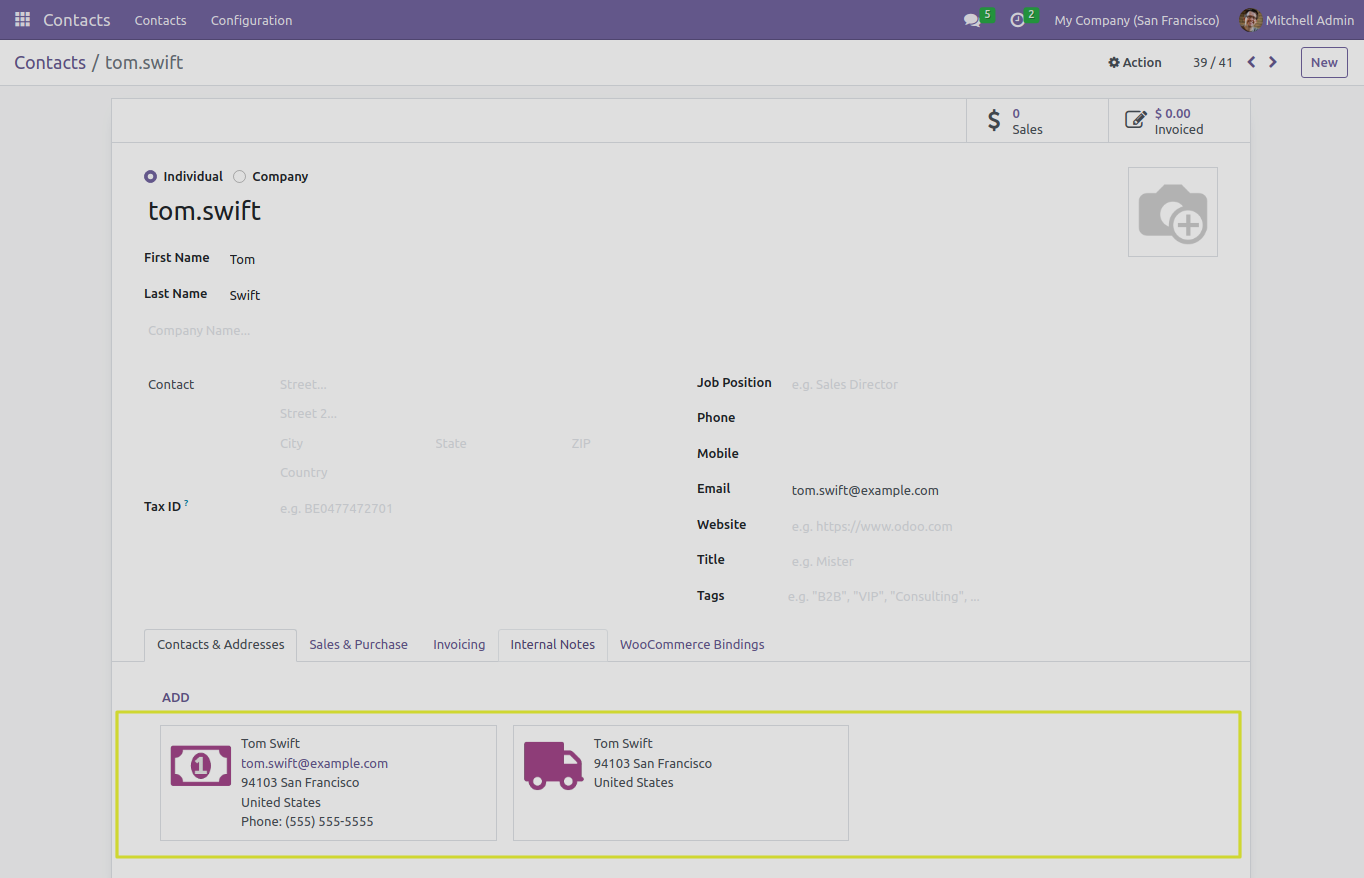 Contacts Contacts Configuration 5 2 My Company (San Francisco) Mitchell Admin
Contacts / tom.swift Action 39 / 41 New
$ 0 Sales
$ 0.00 Invoiced
Individual Company
tom.swift
First Name Tom
Last Name Swift
Company Name...
Contact Street...
Street 2...
City State ZIP
Country
Tax ID ? e.g. BE0477472701
Job Position e.g. Sales Director
Phone
Mobile
Email tom.swift@example.com
Website e.g. https://www.odoo.com
Title e.g. Mister
Tags e.g. "B2B", "VIP", "Consulting", ...
Contacts & Addresses Sales & Purchase Invoicing Internal Notes WooCommerce Bindings
ADD
1
Tom Swift
tom.swift@example.com
94103 San Francisco
United States
Phone: (555) 555-5555
Tom Swift
94103 San Francisco
United States